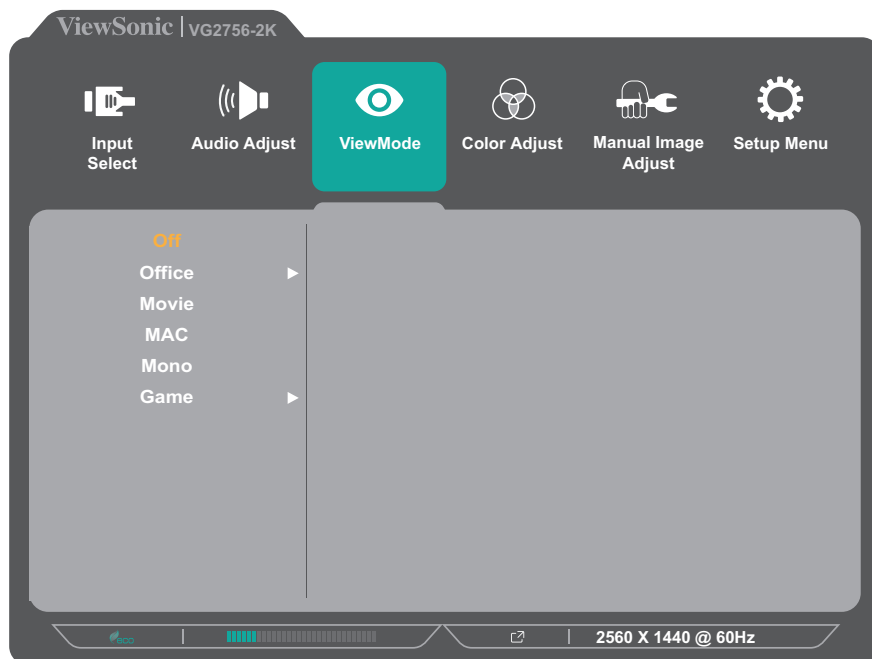 ViewSonic VG2756-2K
Input Select
Audio Adjust
ViewMode
Color Adjust
Manual Image Adjust
Setup Menu
Off
Office
Movie
MAC
Mono
Game
eco
2560 X 1440 @ 60Hz